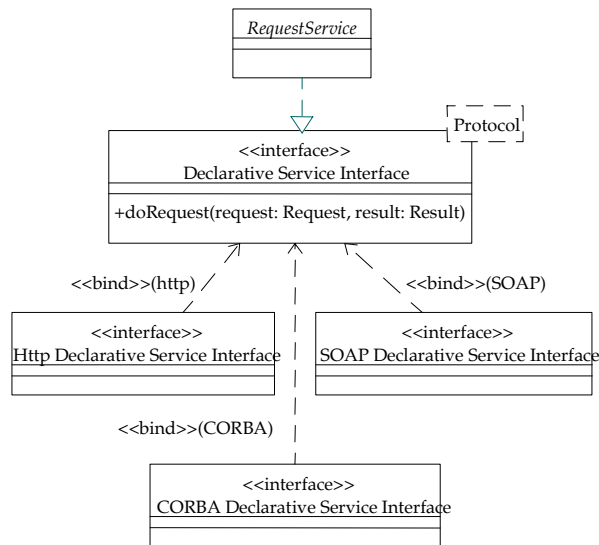 RequestService
Protocol
<<interface>>
Declarative Service Interface
+doRequest(request: Request, result: Result)
<<bind>>(http)
<<bind>>(SOAP)
<<interface>>
Http Declarative Service Interface
<<interface>>
SOAP Declarative Service Interface
<<bind>>(CORBA)
<<interface>>
CORBA Declarative Service Interface